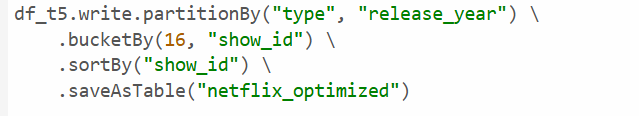 df_t5.write.partitionBy("type", "release_year") \
    .bucketBy(16, "show_id") \
    .sortBy("show_id") \
    .saveAsTable("netflix_optimized")